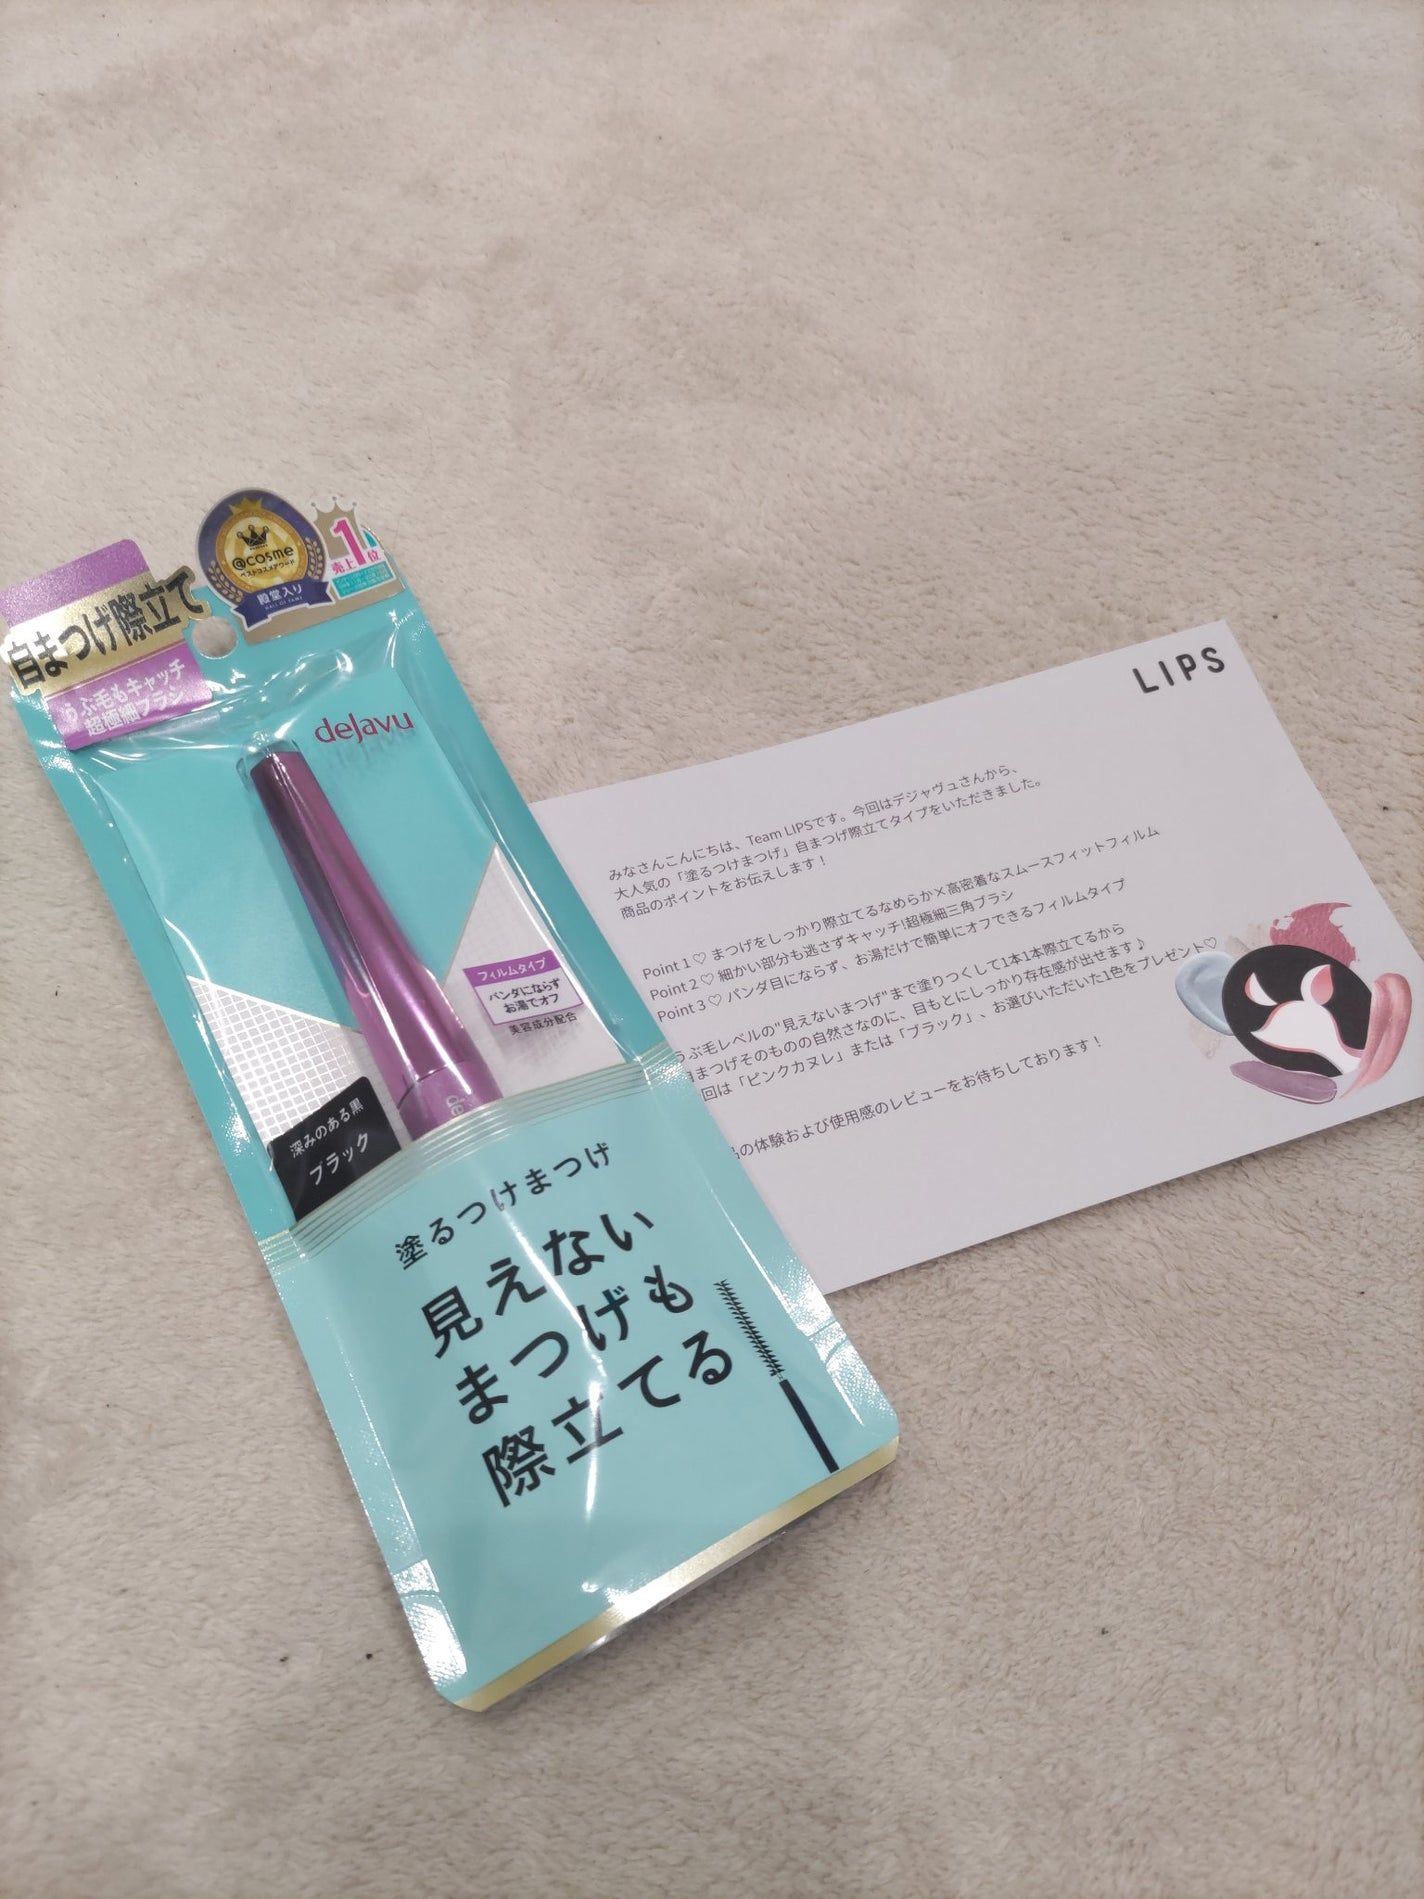 自まつげ際立て
うぶ毛もキャッチ
超極細ブラシ
@cosme
ベストコスメアワード
殿堂入り
HALL OF FAME
売上1位
dejavu
フィルムタイプ
パンダにならず
お湯でオフ
美容成分配合
深みのある黒
ブラック
de
塗るつけまつげ
見えない
まつげも
際立てる
LIPS
みなさんこんにちは、Team LIPSです。今回はデジャヴュさんから、
大人気の「塗るつけまつげ」自まつげ際立てタイプをいただきました。
商品のポイントをお伝えします！
Point 1♡ まつげをしっかり際立てるなめらか×高密着なスムースフィットフィルム
Point 2♡ 細かい部分も逃さずキャッチ!超極細三角ブラシ
Point 3♡ パンダ目にならず、お湯だけで簡単にオフできるフィルムタイプ
うぶ毛レベルの"見えないまつげ"まで塗りつくして1本1本際立てるから
自まつげそのものの自然さなのに、目もとにしっかり存在感が出せます♪
回は「ピンクカヌレ」または「ブラック」、お選びいただいた1色をプレゼント♡
品の体験および使用感のレビューをお待ちしております！